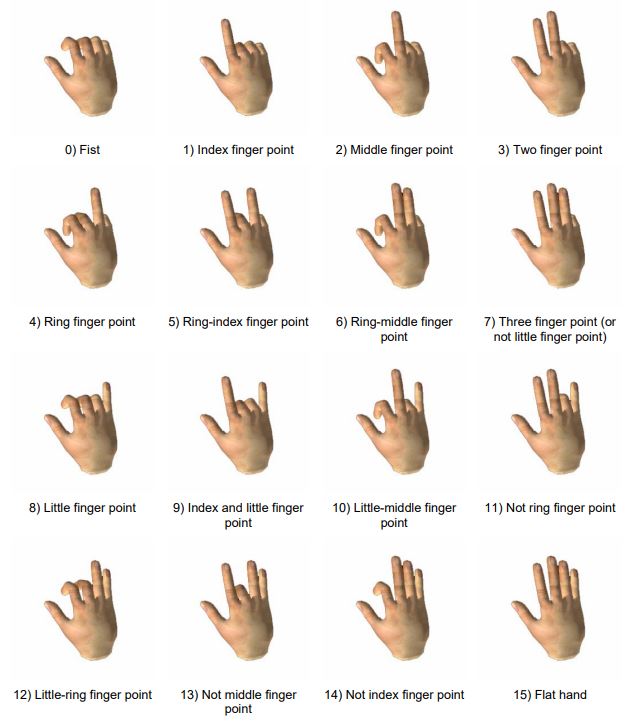 0) Fist
1) Index finger point
2) Middle finger point
3) Two finger point
4) Ring finger point
5) Ring-index finger point
6) Ring-middle finger
point
7) Three finger point (or
not little finger point)
8) Little finger point
9) Index and little finger
point
10) Little-middle finger
point
11) Not ring finger point
12) Little-ring finger point
13) Not middle finger
point
14) Not index finger point
15) Flat hand